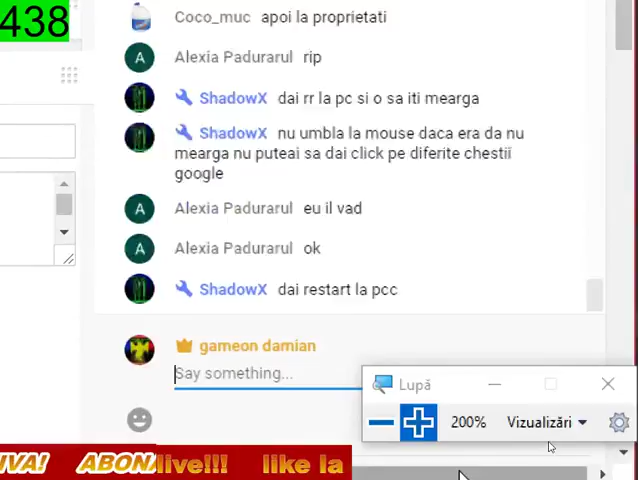 438
Coco_muc apoi la proprietati
Alexia Padurarul rip
ShadowX dai rr la pc si o sa iti mearga
ShadowX nu umbla la mouse daca era da nu
mearga nu puteai sa dai click pe diferite chestii
google
Alexia Padurarul eu il vad
Alexia Padurarul ok
ShadowX dai restart la pcc
gameon damian
Say something...
Lupă
200% Vizualizări
IVA! ABONA live!!! like la